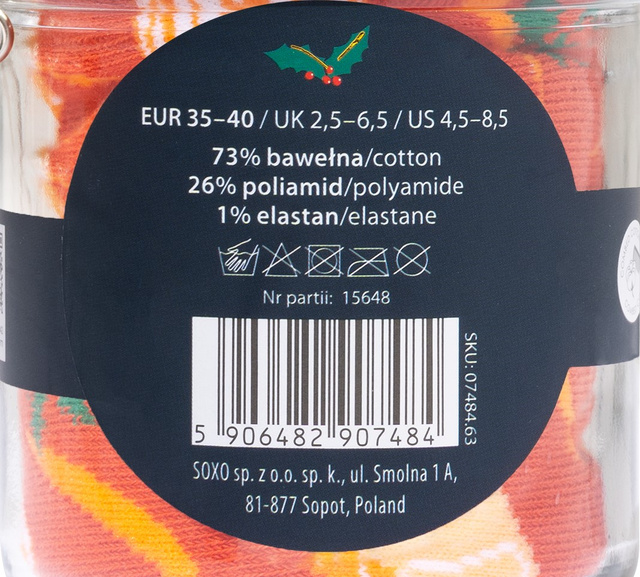 EUR 35–40 / UK 2,5–6,5 / US 4,5–8,5
73% bawełna/cotton
26% poliamid/polyamide
1% elastan/elastane
Nr partii: 15648
SKU: 07484.63
5 906482 907484
SOXO sp. z o.o. sp. k., ul. Smolna 1 A,
81-877 Sopot, Poland